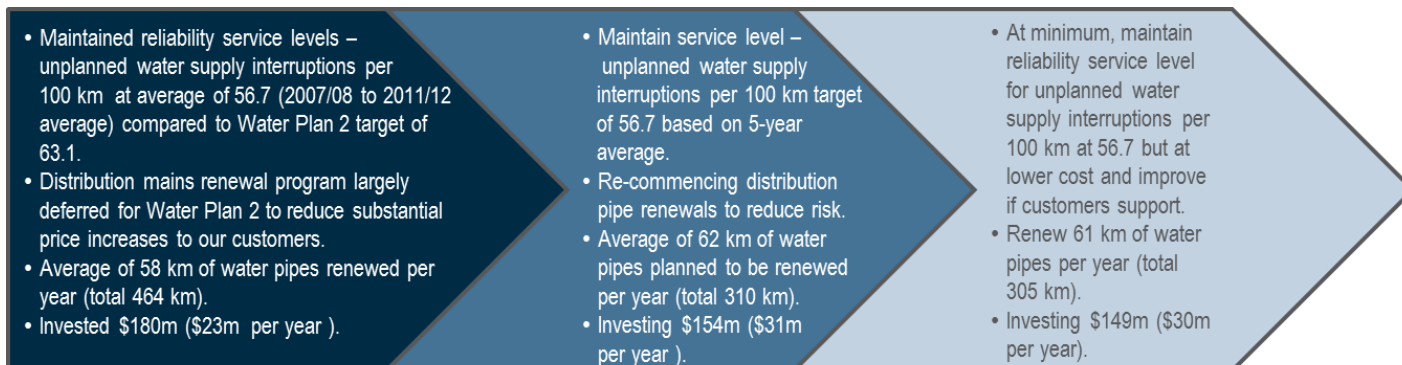 • Maintained reliability service levels –
unplanned water supply interruptions per
100 km at average of 56.7 (2007/08 to 2011/12
average) compared to Water Plan 2 target of
63.1.
• Distribution mains renewal program largely
deferred for Water Plan 2 to reduce substantial
price increases to our customers.
• Average of 58 km of water pipes renewed per
year (total 464 km).
• Invested $180m ($23m per year ).
• Maintain service level –
unplanned water supply
interruptions per 100 km target
of 56.7 based on 5-year
average.
• Re-commencing distribution
pipe renewals to reduce risk.
• Average of 62 km of water
pipes planned to be renewed
per year (total 310 km).
• Investing $154m ($31m
per year ).
• At minimum, maintain
reliability service level
for unplanned water
supply interruptions per
100 km at 56.7 but at
lower cost and improve
if customers support.
• Renew 61 km of water
pipes per year (total
305 km).
• Investing $149m ($30m
per year).